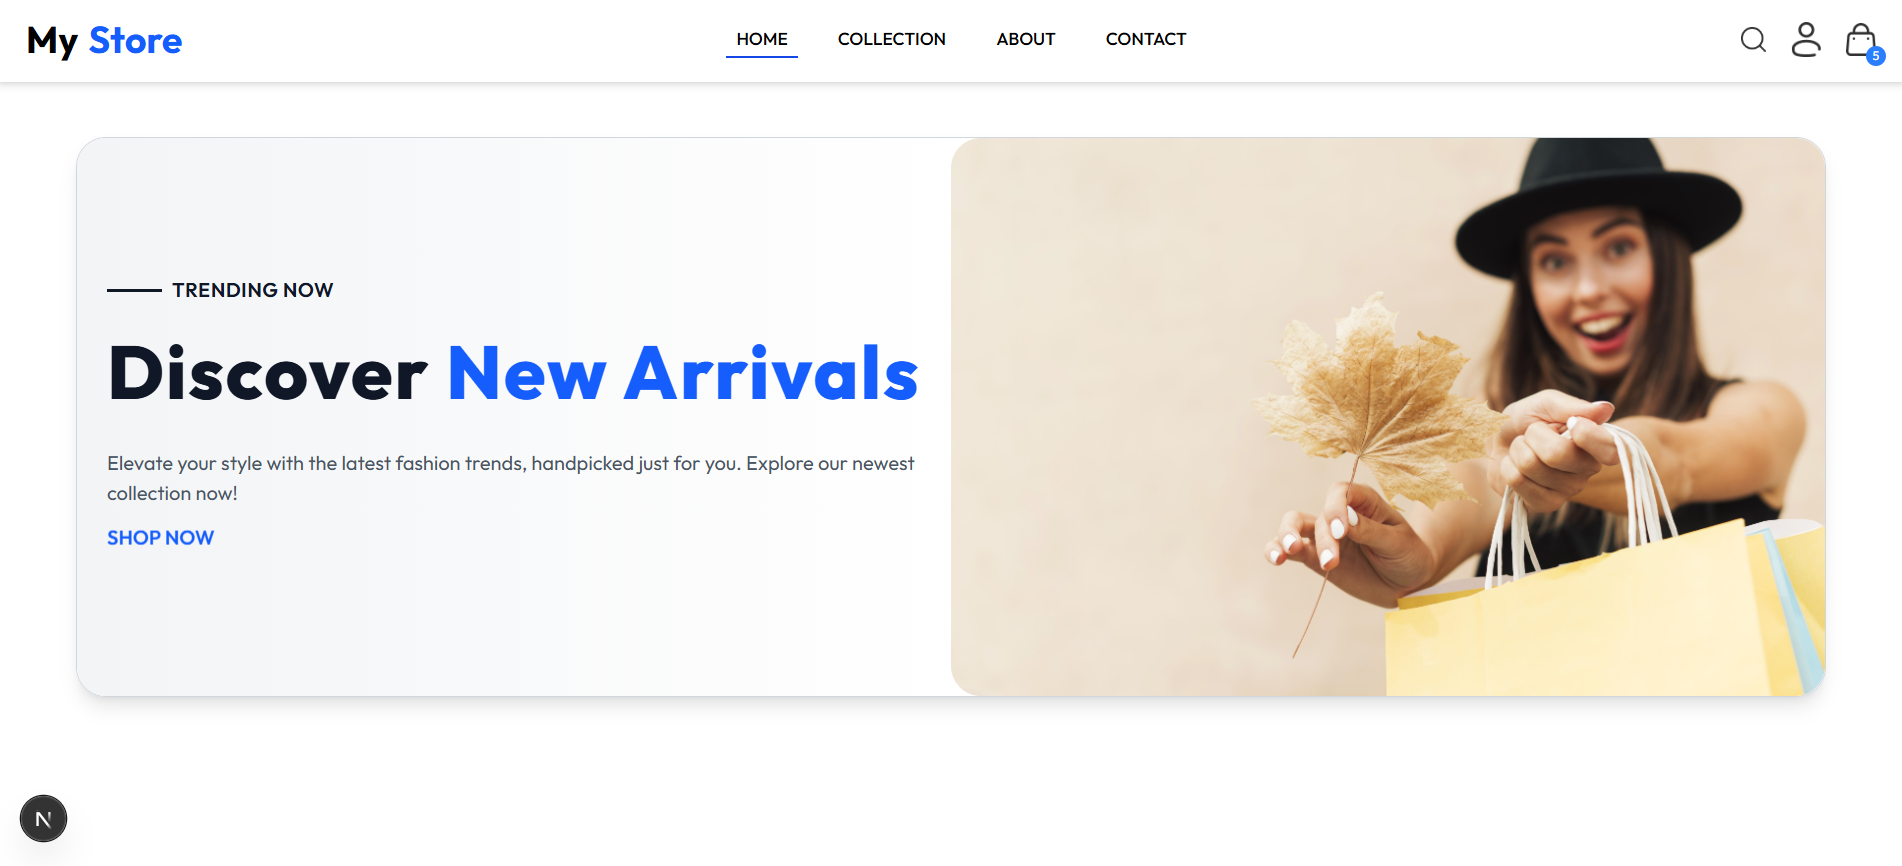 My Store
HOME
COLLECTION
ABOUT
CONTACT
5
TRENDING NOW
Discover New Arrivals
Elevate your style with the latest fashion trends, handpicked just for you. Explore our newest
collection now!
SHOP NOW
N